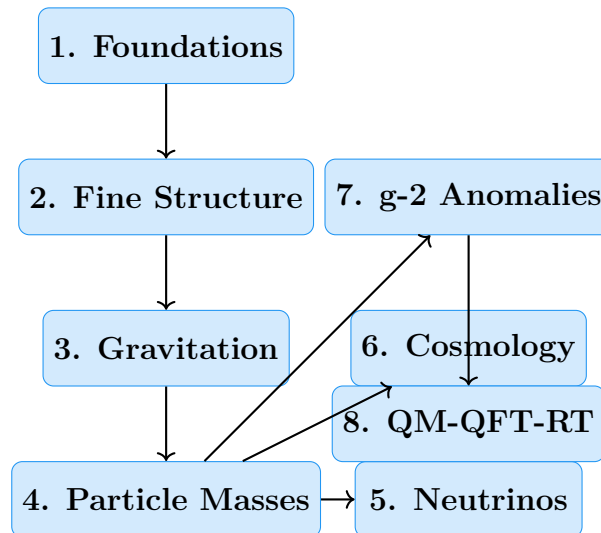 1. Foundations
2. Fine Structure
7. g-2 Anomalies
3. Gravitation
6. Cosmology
8. QM-QFT-RT
4. Particle Masses
5. Neutrinos